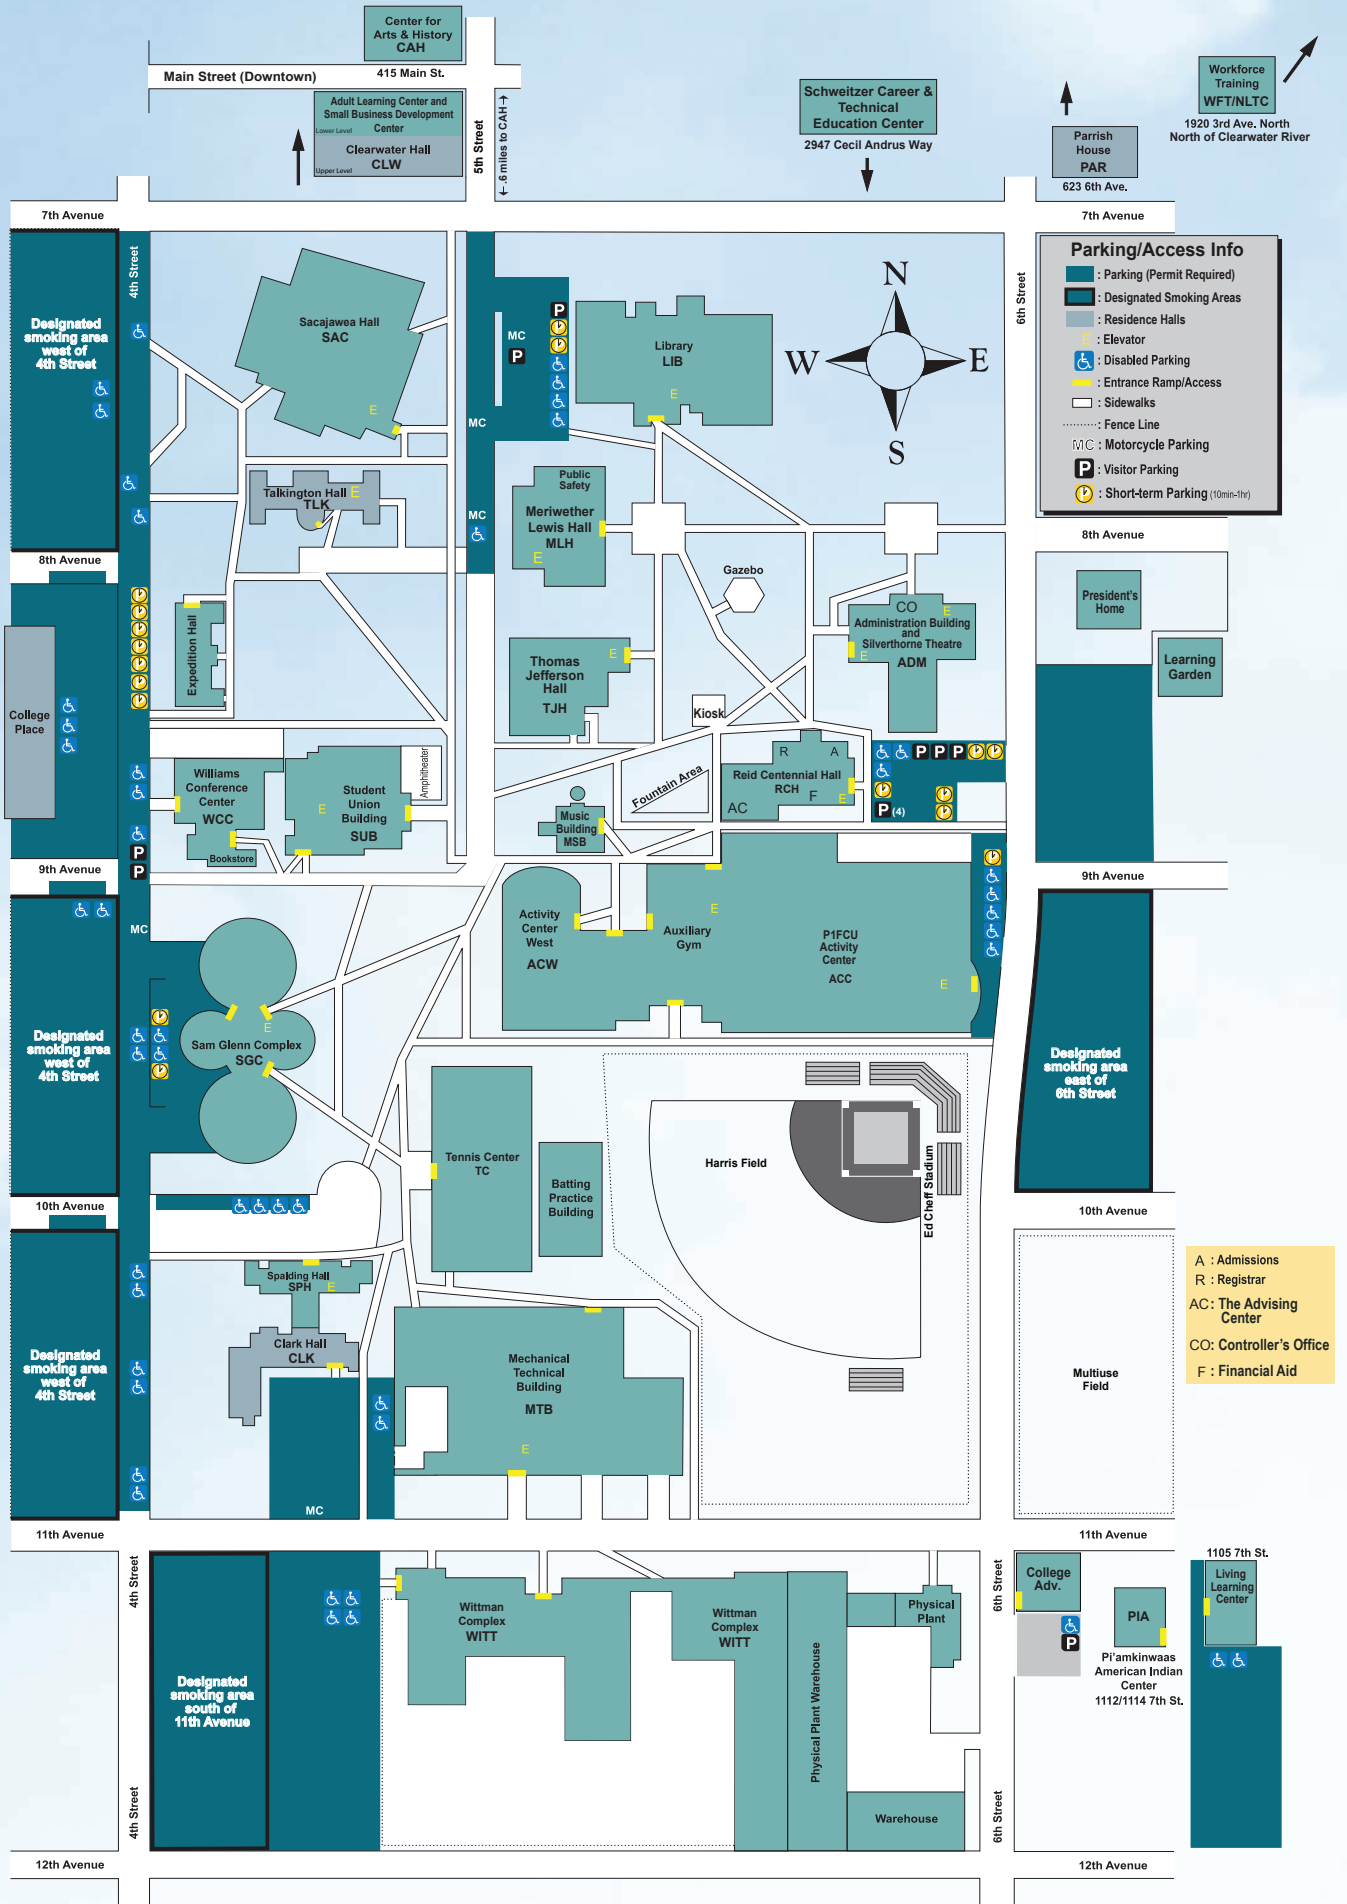 Center for
Arts & History
CAH
415 Main St.
Main Street (Downtown)
Adult Learning Center and
Small Business Development
Center
Lower Level
Clearwater Hall
CLW
Upper Level
5th Street
.6 miles to CAH
Schweitzer Career &
Technical
Education Center
2947 Cecil Andrus Way
Parrish
House
PAR
623 6th Ave.
Workforce
Training
WFT/NLTC
1920 3rd Ave. North
North of Clearwater River
7th Avenue
7th Avenue
4th Street
6th Street
Parking/Access Info
: Parking (Permit Required)
: Designated Smoking Areas
: Residence Halls
E : Elevator
: Disabled Parking
: Entrance Ramp/Access
: Sidewalks
: Fence Line
MC : Motorcycle Parking
P : Visitor Parking
: Short-term Parking (10min-1hr)
Designated
smoking area
west of
4th Street
Sacajawea Hall
SAC
E
MC
P
P
MC
MC
Library
LIB
E
N
W
E
S
Talkington Hall
TLK
E
Public
Safety
Meriwether
Lewis Hall
MLH
E
8th Avenue
8th Avenue
Gazebo
President's
Home
Learning
Garden
CO
E
Administration Building
and
Silverthorne Theatre
E
ADM
Expedition Hall
Thomas
Jefferson
Hall
TJH
E
Kiosk
College
Place
Williams
Conference
Center
WCC
Bookstore
Student
Union
Building
SUB
E
Amphitheater
Fountain Area
Music
Building
MSB
R
A
Reid Centennial Hall
RCH
AC
F
E
P P P
P (4)
P
P
9th Avenue
9th Avenue
MC
Activity
Center
West
ACW
Auxiliary
Gym
E
P1FCU
Activity
Center
ACC
E
Designated
smoking area
west of
4th Street
E
Sam Glenn Complex
SGC
Designated
smoking area
east of
6th Street
Tennis Center
TC
Batting
Practice
Building
Harris Field
Ed Cheff Stadium
10th Avenue
10th Avenue
Spalding Hall
SPH
E
Clark Hall
CLK
Designated
smoking area
west of
4th Street
Mechanical
Technical
Building
MTB
E
MC
Multiuse
Field
A : Admissions
R : Registrar
AC: The Advising
Center
CO: Controller's Office
F : Financial Aid
11th Avenue
11th Avenue
4th Street
6th Street
College
Adv.
P
PIA
Pi'amkinwaas
American Indian
Center
1112/1114 7th St.
1105 7th St.
Living
Learning
Center
Wittman
Complex
WITT
Wittman
Complex
WITT
Physical Plant Warehouse
Physical
Plant
Warehouse
Designated
smoking area
south of
11th Avenue
4th Street
6th Street
12th Avenue
12th Avenue